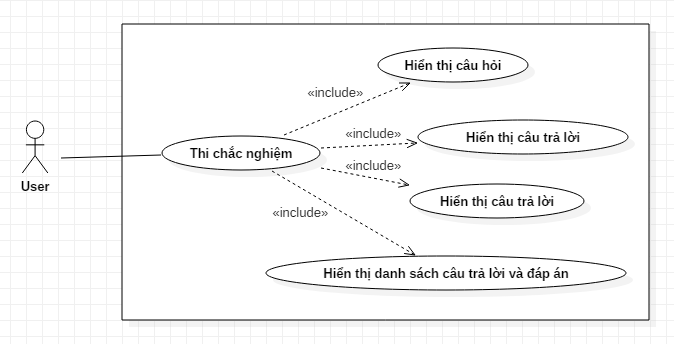 Hiển thị câu hỏi
«include»
«include»
Hiển thị câu trả lời
Thi chắc nghiệm
«include»
User
Hiển thị câu trả lời
«include»
Hiển thị danh sách câu trả lời và đáp án